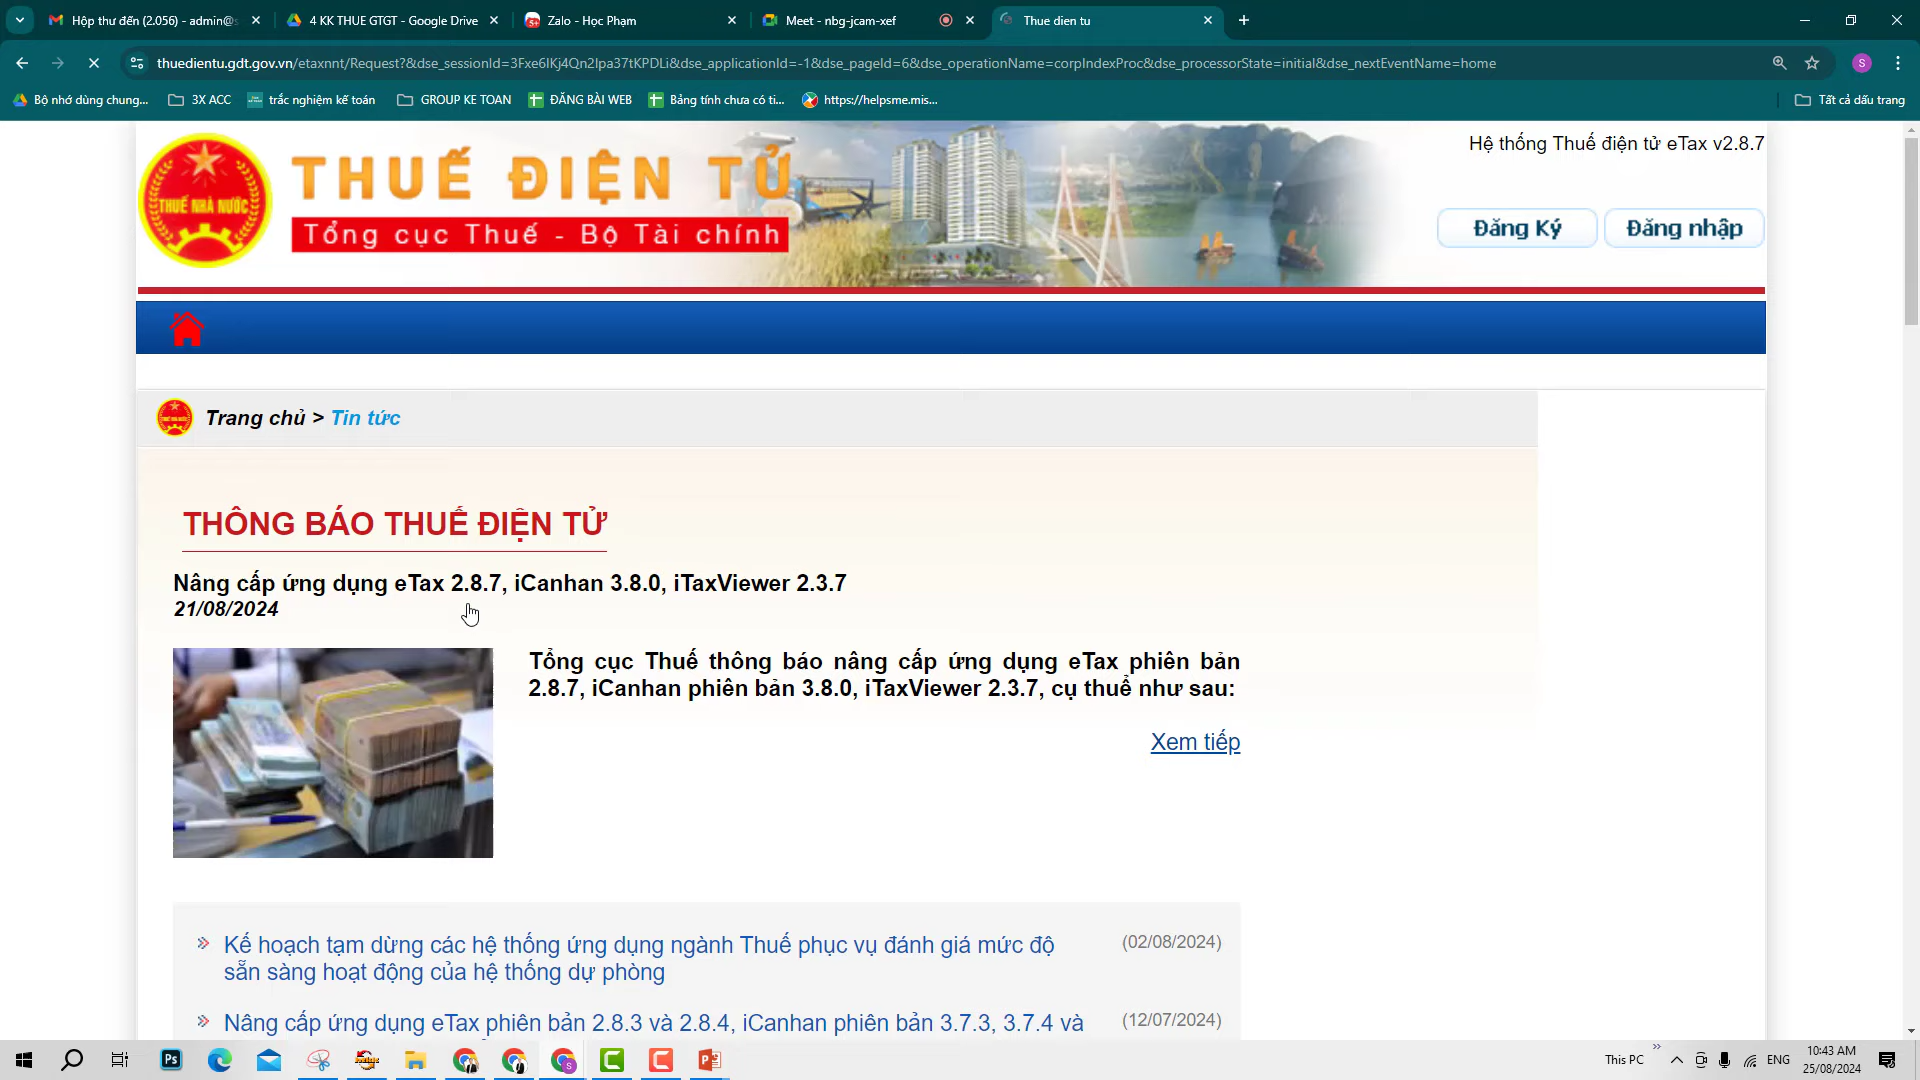 Hộp thư đến (2.056) - admin@s
4 KK THUE GTGT - Google Drive
Zalo - Học Phạm
Meet - nbg-jcam-xef
Thue dien tu
thuedientu.gdt.gov.vn/etaxnnt/Request?&dse_sessionId=3Fxe6lKj4Qn2Ipa37tKPDLi&dse_applicationId=-1&dse_pageId=6&dse_operationName=corpIndexProc&dse_processorState=initial&dse_nextEventName=home
S
Bộ nhớ dùng chung...
3X ACC
trắc nghiệm kế toán
GROUP KE TOAN
ĐĂNG BÀI WEB
Bảng tính chưa có ti...
https://helpsme.mis...
Tất cả dấu trang
THUẾ NHÀ NƯỚC
THUẾ ĐIỆN TỬ
Tổng cục Thuế - Bộ Tài chính
Hệ thống Thuế điện tử eTax v2.8.7
Đăng Ký
Đăng nhập
Trang chủ > Tin tức
THÔNG BÁO THUẾ ĐIỆN TỬ
Nâng cấp ứng dụng eTax 2.8.7, iCanhan 3.8.0, iTaxViewer 2.3.7
21/08/2024
Tổng cục Thuế thông báo nâng cấp ứng dụng eTax phiên bản
2.8.7, iCanhan phiên bản 3.8.0, iTaxViewer 2.3.7, cụ thuể như sau:
Xem tiếp
Kế hoạch tạm dừng các hệ thống ứng dụng ngành Thuế phục vụ đánh giá mức độ
sẵn sàng hoạt động của hệ thống dự phòng
(02/08/2024)
Nâng cấp ứng dụng eTax phiên bản 2.8.3 và 2.8.4, iCanhan phiên bản 3.7.3, 3.7.4 và
(12/07/2024)
Ps
This PC
ENG
10:43 AM
25/08/2024